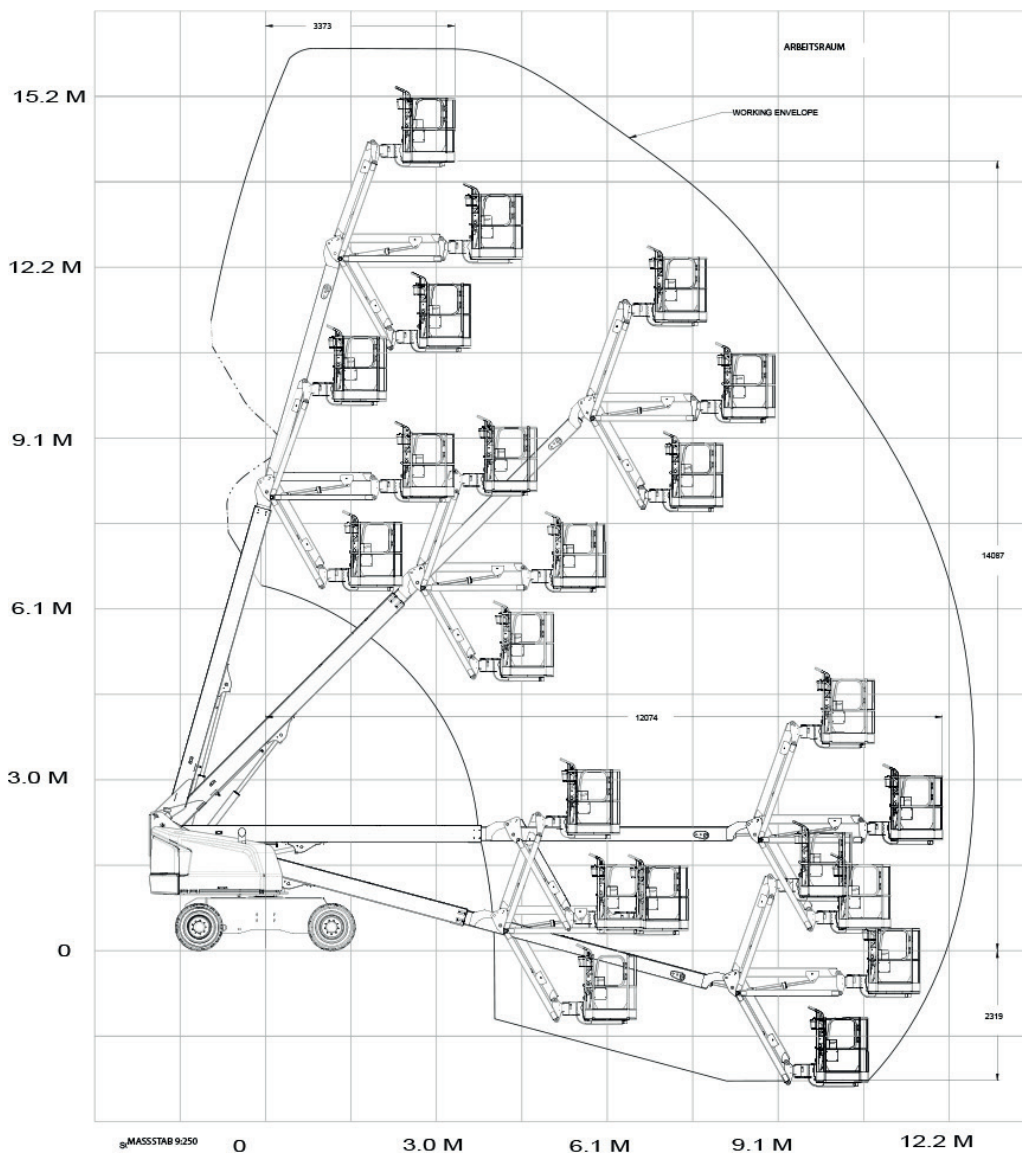 3373
ARBEITSRAUM
15.2 M
WORKING ENVELOPE
12.2 M
9.1 M
14087
6.1 M
12074
3.0 M
0
2319
MASSSTAB 9:250
0
3.0 M
6.1 M
9.1 M
12.2 M